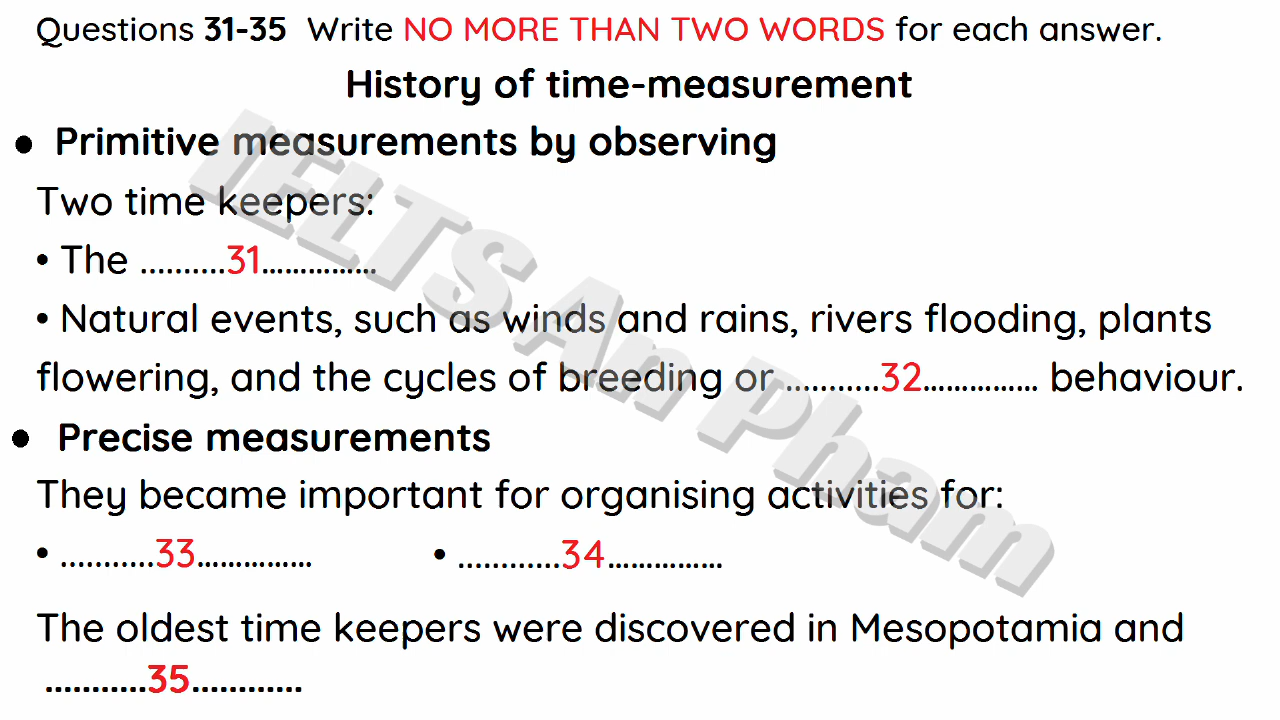 Questions 31-35 Write NO MORE THAN TWO WORDS for each answer.
History of time-measurement
● Primitive measurements by observing
Two time keepers:
• The ..........31...............
• Natural events, such as winds and rains, rivers flooding, plants
flowering, and the cycles of breeding or ...........32............... behaviour.
● Precise measurements
They became important for organising activities for:
• ...........33............... • ............34...............
The oldest time keepers were discovered in Mesopotamia and
...........35............
IELTS An Pham